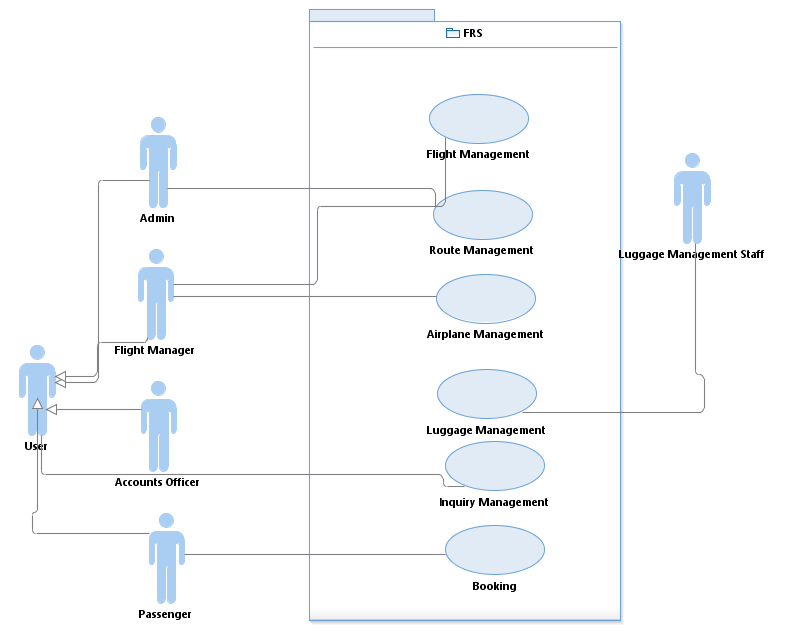 FRS
Flight Management
Admin
Route Management
Luggage Management Staff
Flight Manager
Airplane Management
User
Luggage Management
Accounts Officer
Inquiry Management
Passenger
Booking